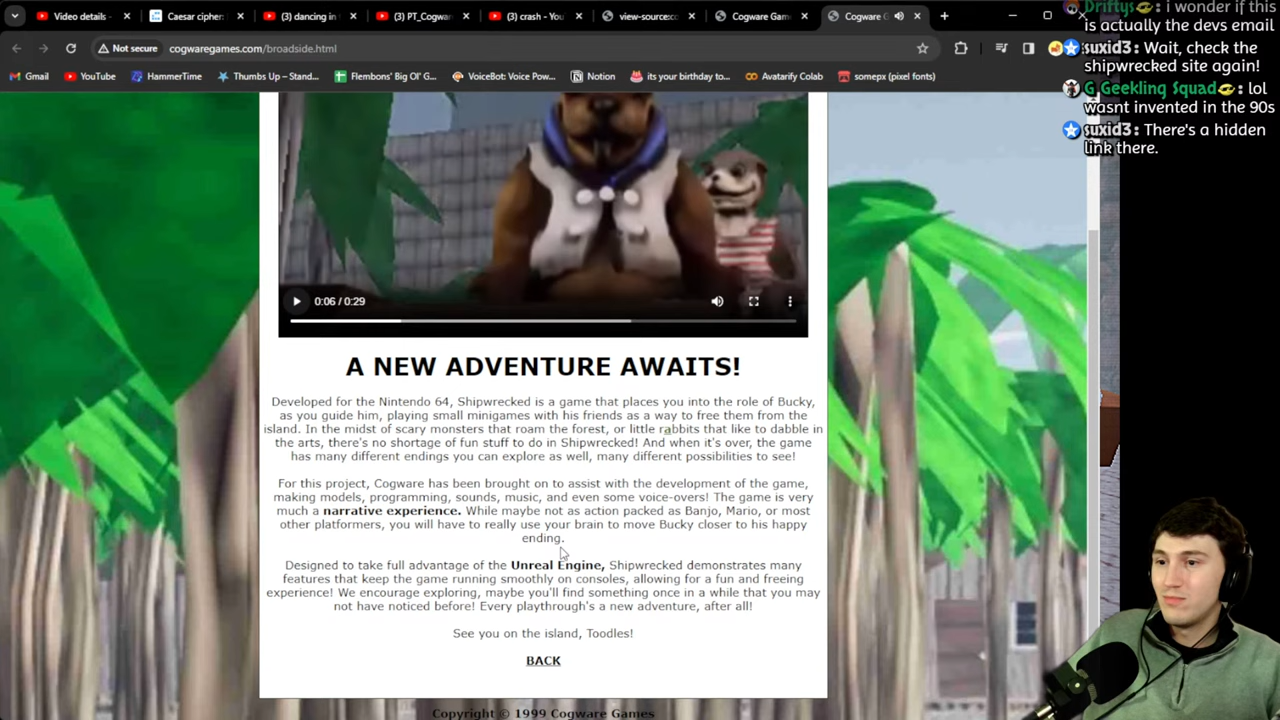 Video details -
Caesar cipher:
(3) dancing in
(3) PT_Cogwa
(3) crash - You
view-source:co
Cogware Gam
Cogware G
Not secure
cogwaregames.com/broadside.html
Gmail
YouTube
HammerTime
Thumbs Up – Stand...
Flembons' Big Ol' G...
VoiceBot: Voice Pow...
Notion
its your birthday to...
Avatarify Colab
somepx (pixel fonts)
Driftys: i wonder if this
is actually the devs email
suxid3: Wait, check the
shipwrecked site again!
G Geekling Squad: lol
wasnt invented in the 90s
suxid3: There's a hidden
link there.
0:06 / 0:29
A NEW ADVENTURE AWAITS!
Developed for the Nintendo 64, Shipwrecked is a game that places you into the role of Bucky,
as you guide him, playing small minigames with his friends as a way to free them from the
island. In the midst of scary monsters that roam the forest, or little rabbits that like to dabble in
the arts, there's no shortage of fun stuff to do in Shipwrecked! And when it's over, the game
has many different endings you can explore as well, many different possibilities to see!
For this project, Cogware has been brought on to assist with the development of the game,
making models, programming, sounds, music, and even some voice-overs! The game is very
much a narrative experience. While maybe not as action packed as Banjo, Mario, or most
other platformers, you will have to really use your brain to move Bucky closer to his happy
ending.
Designed to take full advantage of the Unreal Engine, Shipwrecked demonstrates many
features that keep the game running smoothly on consoles, allowing for a fun and freeing
experience! We encourage exploring, maybe you'll find something once in a while that you may
not have noticed before! Every playthrough's a new adventure, after all!
See you on the island, Toodles!
BACK
Copyright © 1999 Cogware Games